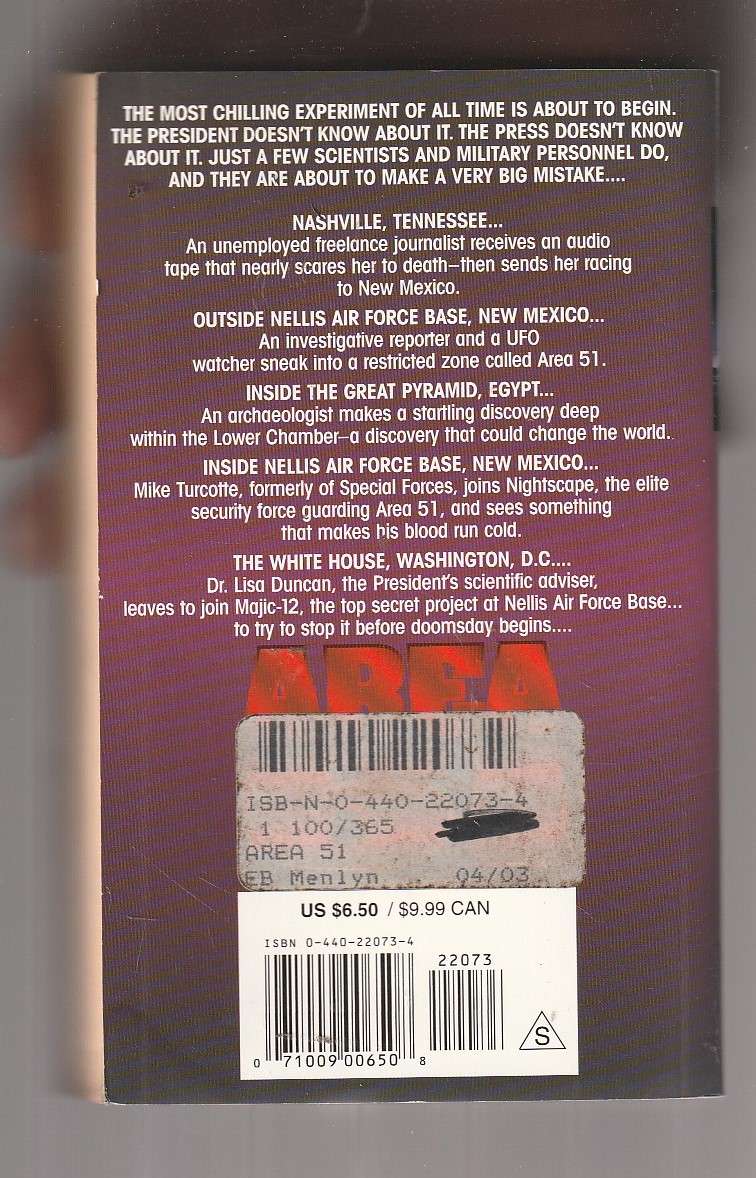 THE MOST CHILLING EXPERIMENT OF ALL TIME IS ABOUT TO BEGIN.
THE PRESIDENT DOESN'T KNOW ABOUT IT. THE PRESS DOESN'T KNOW
ABOUT IT. JUST A FEW SCIENTISTS AND MILITARY PERSONNEL DO,
AND THEY ARE ABOUT TO MAKE A VERY BIG MISTAKE....
NASHVILLE, TENNESSEE...
An unemployed freelance journalist receives an audio
tape that nearly scares her to death—then sends her racing
to New Mexico.
OUTSIDE NELLIS AIR FORCE BASE, NEW MEXICO...
An investigative reporter and a UFO
watcher sneak into a restricted zone called Area 51.
INSIDE THE GREAT PYRAMID, EGYPT...
An archaeologist makes a startling discovery deep
within the Lower Chamber—a discovery that could change the world.
INSIDE NELLIS AIR FORCE BASE, NEW MEXICO...
Mike Turcotte, formerly of Special Forces, joins Nightscape, the elite
security force guarding Area 51, and sees something
that makes his blood run cold.
THE WHITE HOUSE, WASHINGTON, D.C....
Dr. Lisa Duncan, the President's scientific adviser,
leaves to join Majic-12, the top secret project at Nellis Air Force Base...
to try to stop it before doomsday begins....
AREA
ISB-N-0-440-22073-4
1 100/365
AREA 51
EB Menlyn 04/03
US $6.50 / $9.99 CAN
ISBN 0-440-22073-4
22073
0 71009 00650 8
S